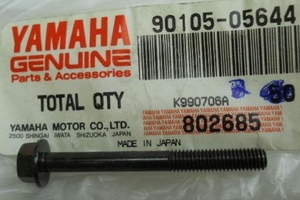 YAMAHA
GENUINE
Parts & Accessories
90105-05644
TOTAL QTY
K990706A
YAMAHA MOTOR CO., LTD.
2500 SHINGAI IWATA SHIZUOKA JAPAN
802685
MADE IN JAPAN